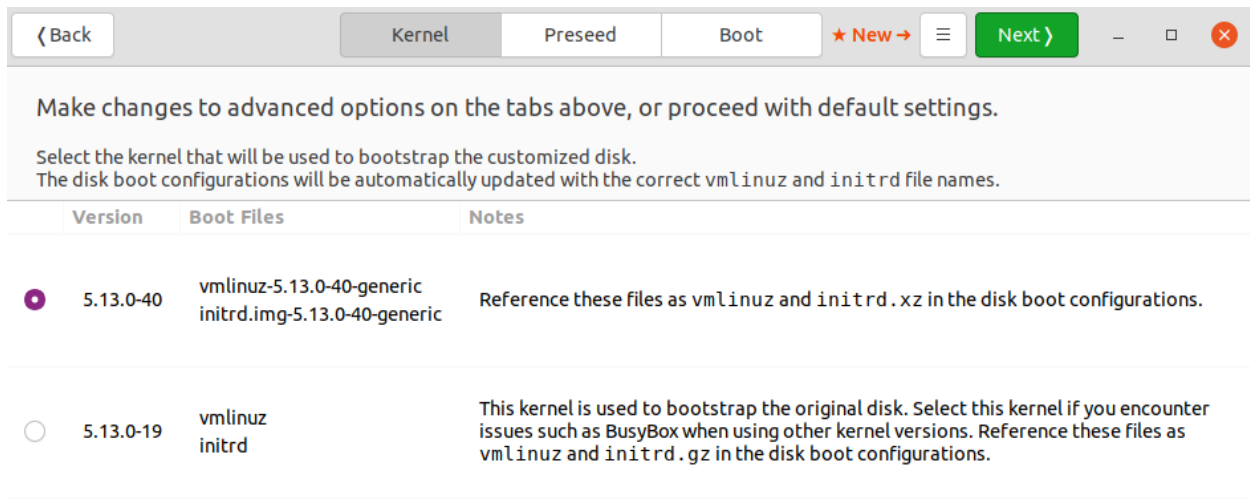 ❬Back
Kernel
Preseed
Boot
★ New →
Next❭
Make changes to advanced options on the tabs above, or proceed with default settings.
Select the kernel that will be used to bootstrap the customized disk.
The disk boot configurations will be automatically updated with the correct vmlinuz and initrd file names.
Version Boot Files Notes
vmlinuz-5.13.0-40-generic
5.13.0-40 Reference these files as vmlinuz and initrd.xz in the disk boot configurations.
initrd.img-5.13.0-40-generic
This kernel is used to bootstrap the original disk. Select this kernel if you encounter
vmlinuz
5.13.0-19 issues such as BusyBox when using other kernel versions. Reference these files as
initrd
vmlinuz and initrd.gz in the disk boot configurations.